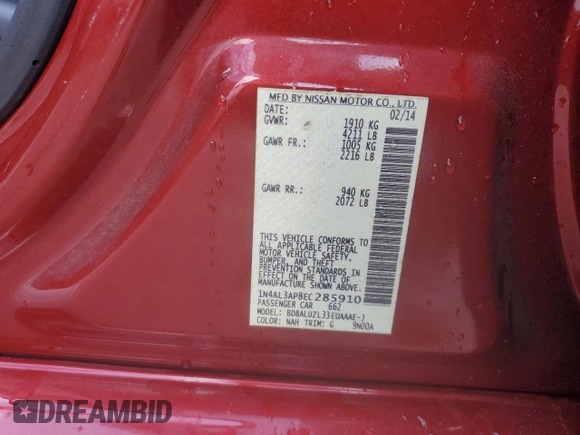 MFD BY NISSAN MOTOR CO., LTD.
DATE: 02/14
GVWR: 1910 KG
4211 LB
GAWR FR.: 1005 KG
2216 LB
GAWR RR.: 940 KG
2072 LB
THIS VEHICLE CONFORMS TO
ALL APPLICABLE FEDERAL
MOTOR VEHICLE SAFETY,
BUMPER, AND THEFT
PREVENTION STANDARDS IN
EFFECT ON THE DATE OF
MANUFACTURE SHOWN ABOVE.
1N4AL3AP8EC285910
PASSENGER CAR 662
MODEL: BDBALUZL33EUAAAE-J
COLOR: NAH TRIM: G 9N00A
DREAMBID